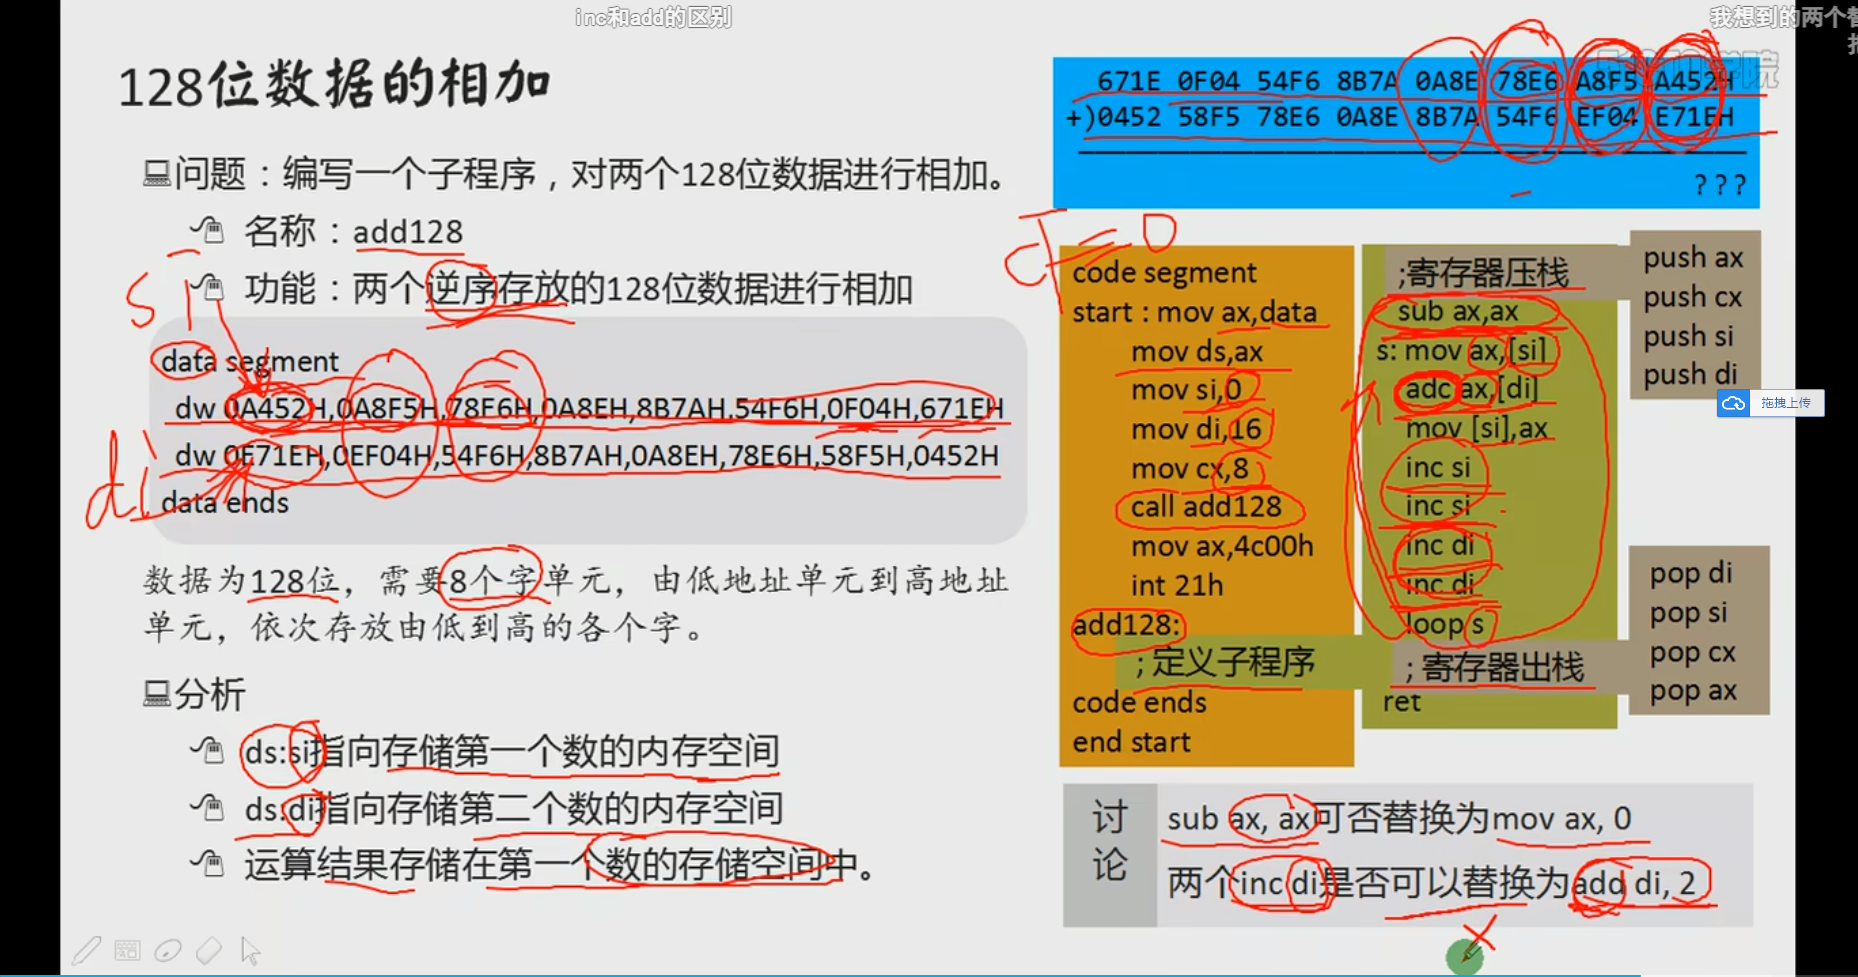 inc和add的区别
我想到的两个替
128位数据的相加
问题：编写一个子程序，对两个128位数据进行相加。
名称：add128
功能：两个逆序存放的128位数据进行相加
data segment
dw 0A452H,0A8F5H,78E6H,0A8EH,8B7AH,54F6H,0F04H,671EH
dw 0E71EH,0EF04H,54F6H,8B7AH,0A8EH,78E6H,58F5H,0452H
data ends
si
di
数据为128位，需要8个字单元，由低地址单元到高地址
单元，依次存放由低到高的各个字。
分析
ds:si指向存储第一个数的内存空间
ds:di指向存储第二个数的内存空间
运算结果存储在第一个数的存储空间中。
671E 0F04 54F6 8B7A 0A8E 78E6 A8F5 A452H
+)0452 58F5 78E6 0A8E 8B7A 54F6 EF04 E71EH
???
code segment
start：mov ax,data
mov ds,ax
mov si,0
mov di,16
mov cx,8
call add128
mov ax,4c00h
int 21h
add128:
；定义子程序
code ends
end start
;寄存器压栈
sub ax,ax
s: mov ax,[si]
adc ax,[di]
mov [si],ax
inc si
inc si
inc di
inc di
loop s
；寄存器出栈
ret
push ax
push cx
push si
push di
拖拽上传
pop di
pop si
pop cx
pop ax
讨论
sub ax, ax可否替换为mov ax, 0
两个inc di是否可以替换为add di, 2